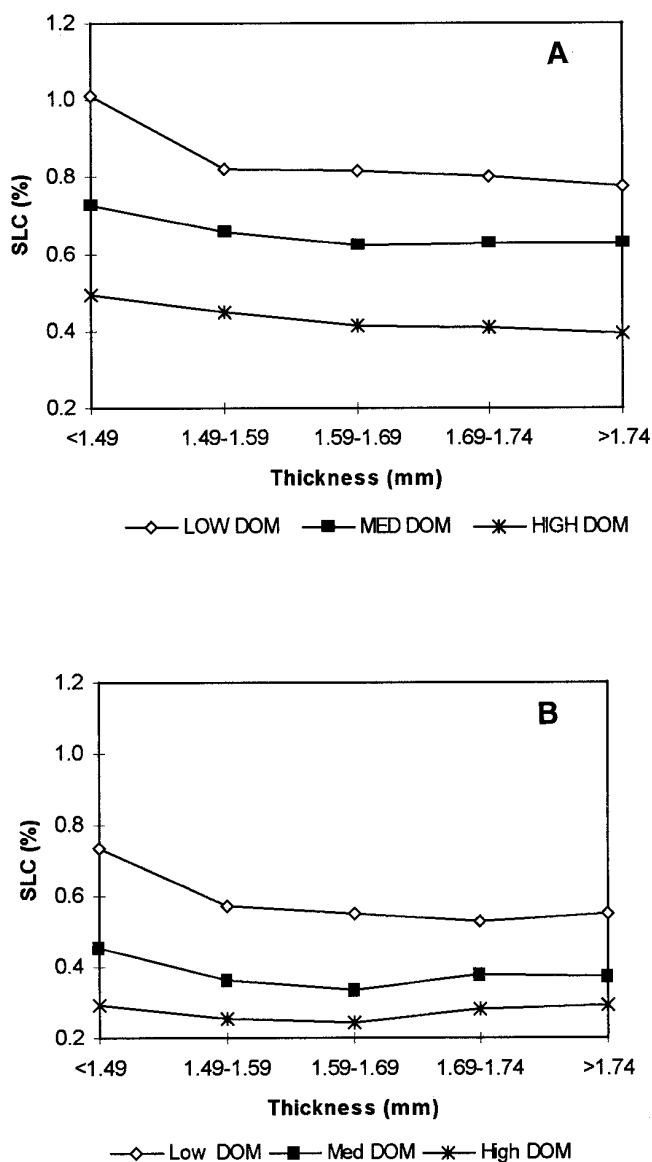 1.2
A
1.0
0.8
SLC (%)
0.6
0.4
0.2
<1.49 1.49-1.59 1.59-1.69 1.69-1.74 >1.74
Thickness (mm)
LOW DOM MED DOM HIGH DOM
1.2
B
1.0
0.8
SLC (%)
0.6
0.4
0.2
<1.49 1.49-1.59 1.59-1.69 1.69-1.74 >1.74
Thickness (mm)
Low DOM Med DOM High DOM